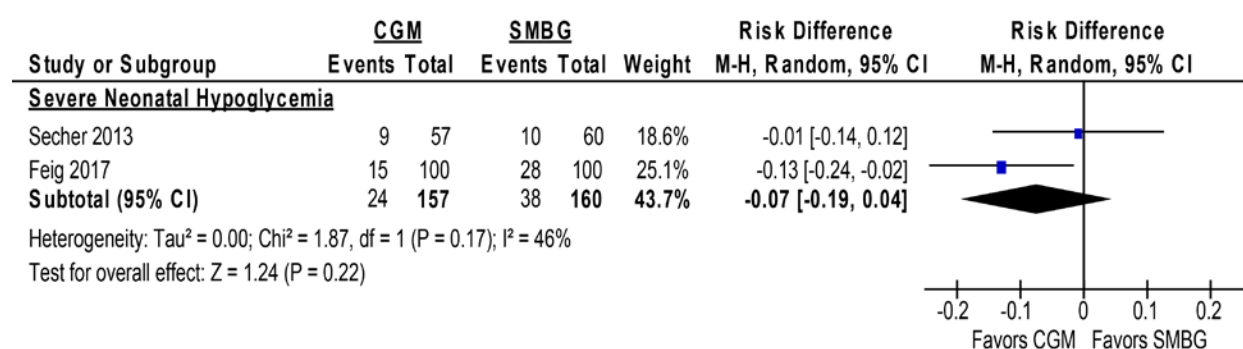 CGM SMBG Risk Difference Risk Difference
Study or Subgroup Events Total Events Total Weight M-H, Random, 95% CI M-H, Random, 95% CI
Severe Neonatal Hypoglycemia
Secher 2013 9 57 10 60 18.6% -0.01 [-0.14, 0.12]
Feig 2017 15 100 28 100 25.1% -0.13 [-0.24, -0.02]
Subtotal (95% CI) 24 157 38 160 43.7% -0.07 [-0.19, 0.04]
Heterogeneity: Tau² = 0.00; Chi² = 1.87, df = 1 (P = 0.17); I² = 46%
Test for overall effect: Z = 1.24 (P = 0.22)
-0.2 -0.1 0 0.1 0.2
Favors CGM Favors SMBG